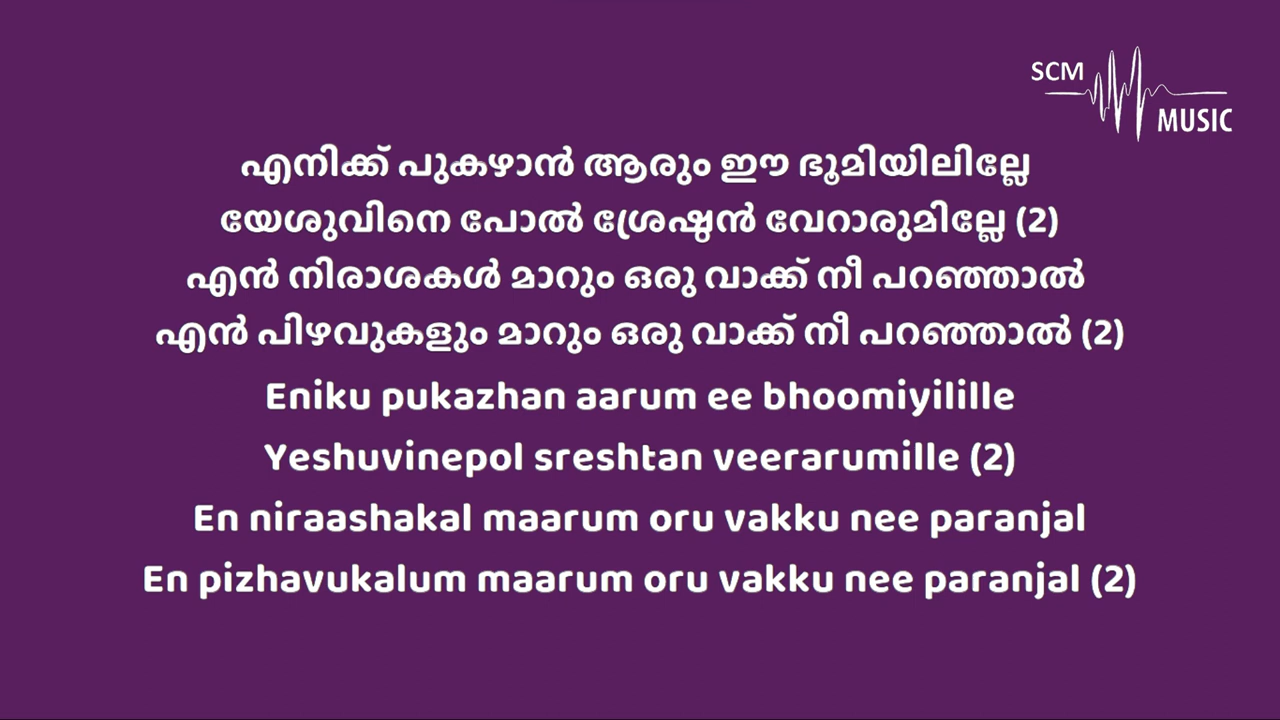 SCM
MUSIC
എനിക്ക് പുകഴാൻ ആരും ഈ ഭൂമിയിലില്ലേ
യേശുവിനെ പോൽ ശ്രേഷ്ഠൻ വേറാരുമില്ലേ (2)
എൻ നിരാശകൾ മാറും ഒരു വാക്ക് നീ പറഞ്ഞാൽ
എൻ പിഴവുകളും മാറും ഒരു വാക്ക് നീ പറഞ്ഞാൽ (2)
Eniku pukazhan aarum ee bhoomiyilille
Yeshuvinepol sreshtan veerarumille (2)
En niraashakal maarum oru vakku nee paranjal
En pizhavukalum maarum oru vakku nee paranjal (2)